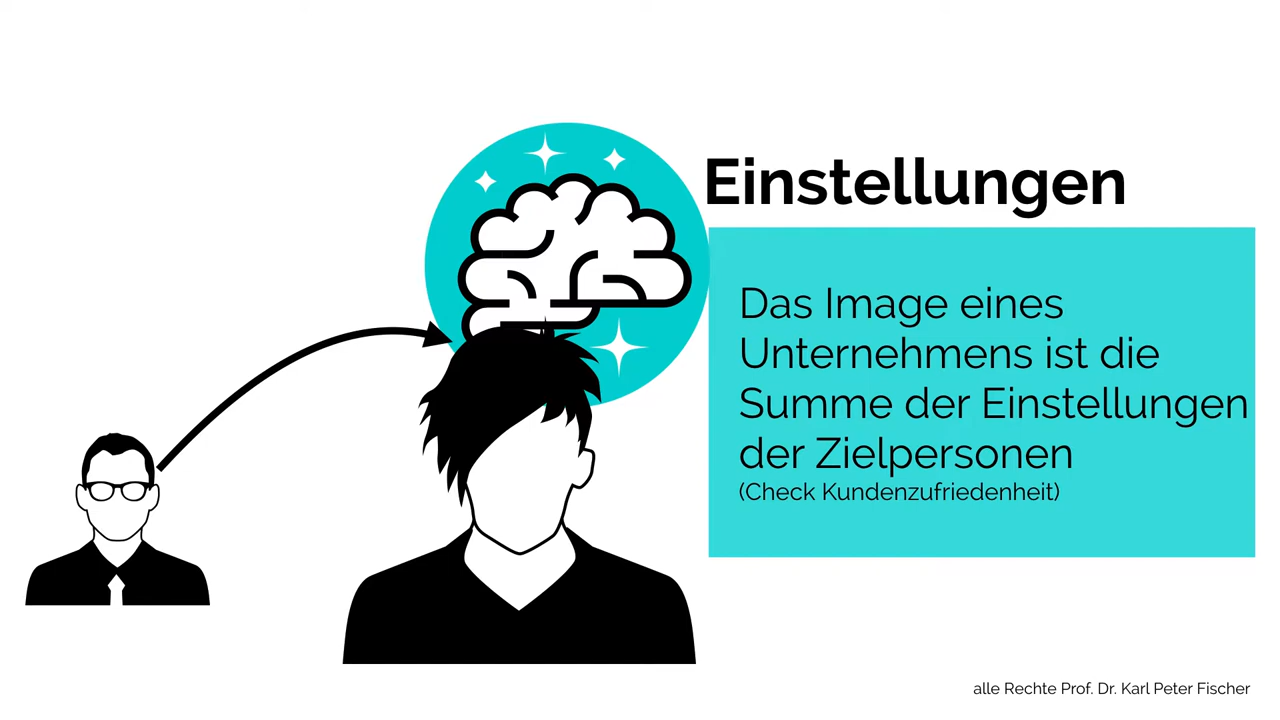 Einstellungen
Das Image eines
Unternehmens ist die
Summe der Einstellungen
der Zielpersonen
(Check Kundenzufriedenheit)
alle Rechte Prof. Dr. Karl Peter Fischer